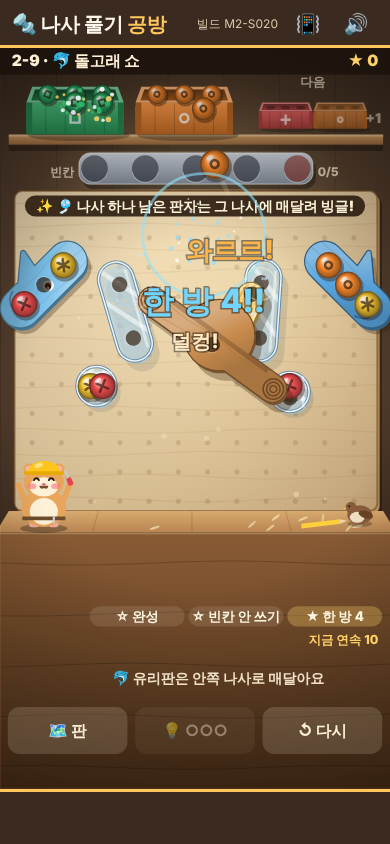 나사 풀기 공방
빌드 M2-S020
2-9 · 돌고래 쇼
★ 0
다음
+1
빈칸
0/5
나사 하나 남은 판자는 그 나사에 매달려 빙글!
와르르!
한 방 4!!
덜컹!
☆ 완성
☆ 빈칸 안 쓰기
★ 한 방 4
지금 연속 10
유리판은 안쪽 나사로 매달아요
판
다시